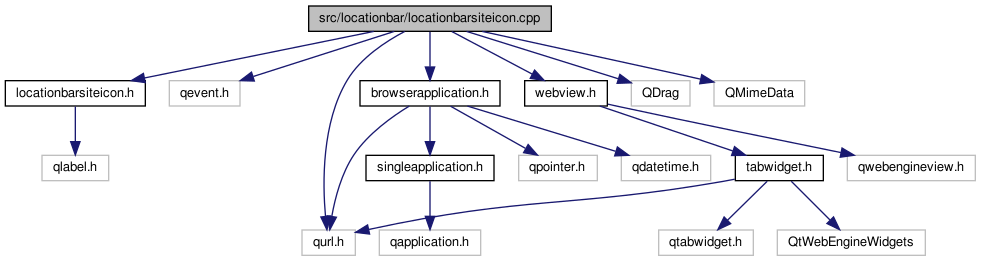 src/locationbar/locationbarsiteicon.cpp
locationbarsiteicon.h
qevent.h
browserapplication.h
webview.h
QDrag
QMimeData
qlabel.h
singleapplication.h
qpointer.h
qdatetime.h
tabwidget.h
qwebengineview.h
qurl.h
qapplication.h
qtabwidget.h
QtWebEngineWidgets